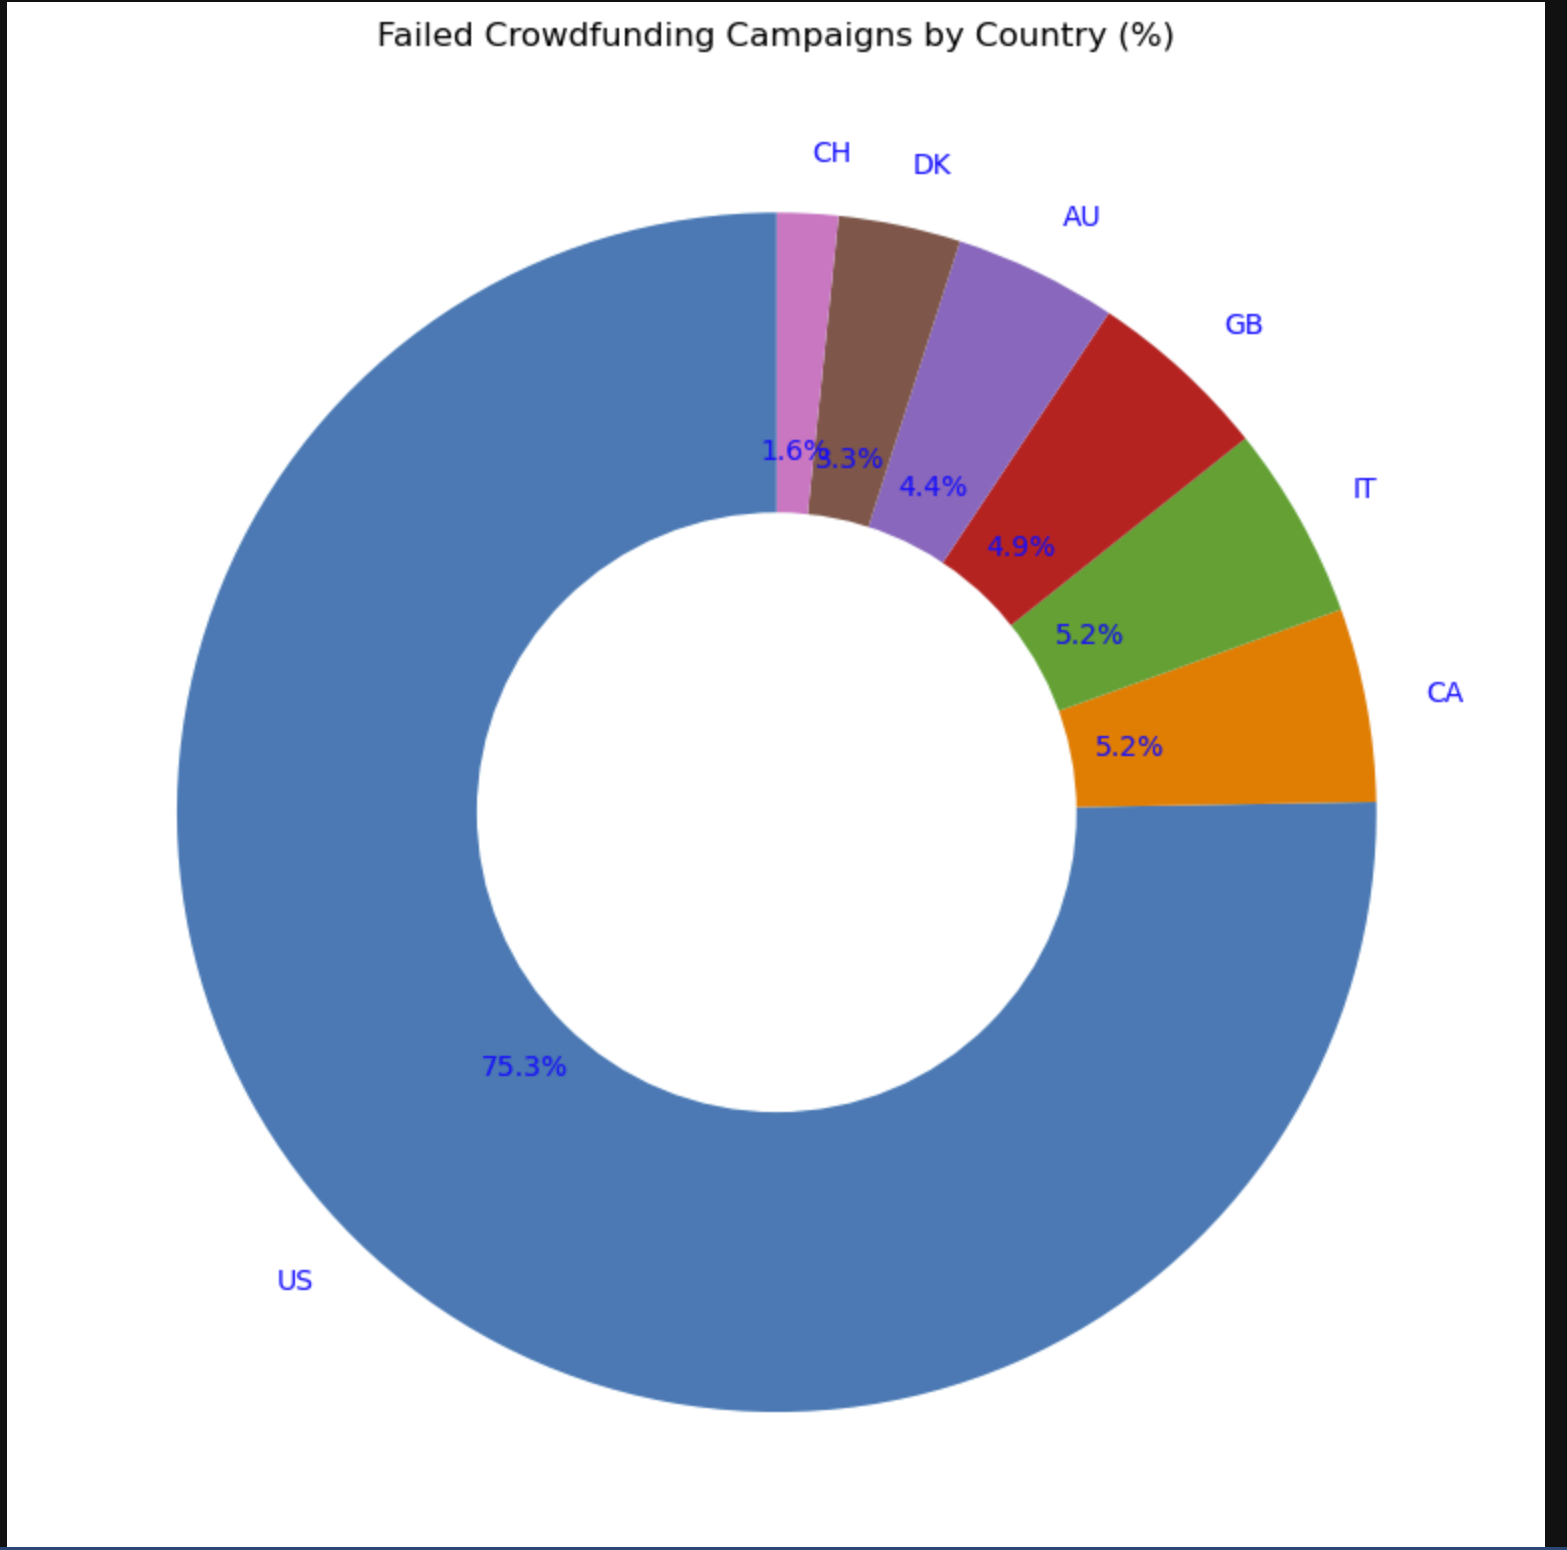 Failed Crowdfunding Campaigns by Country (%)
CH
DK
AU
GB
IT
CA
US
1.6%
3.3%
4.4%
4.9%
5.2%
5.2%
75.3%